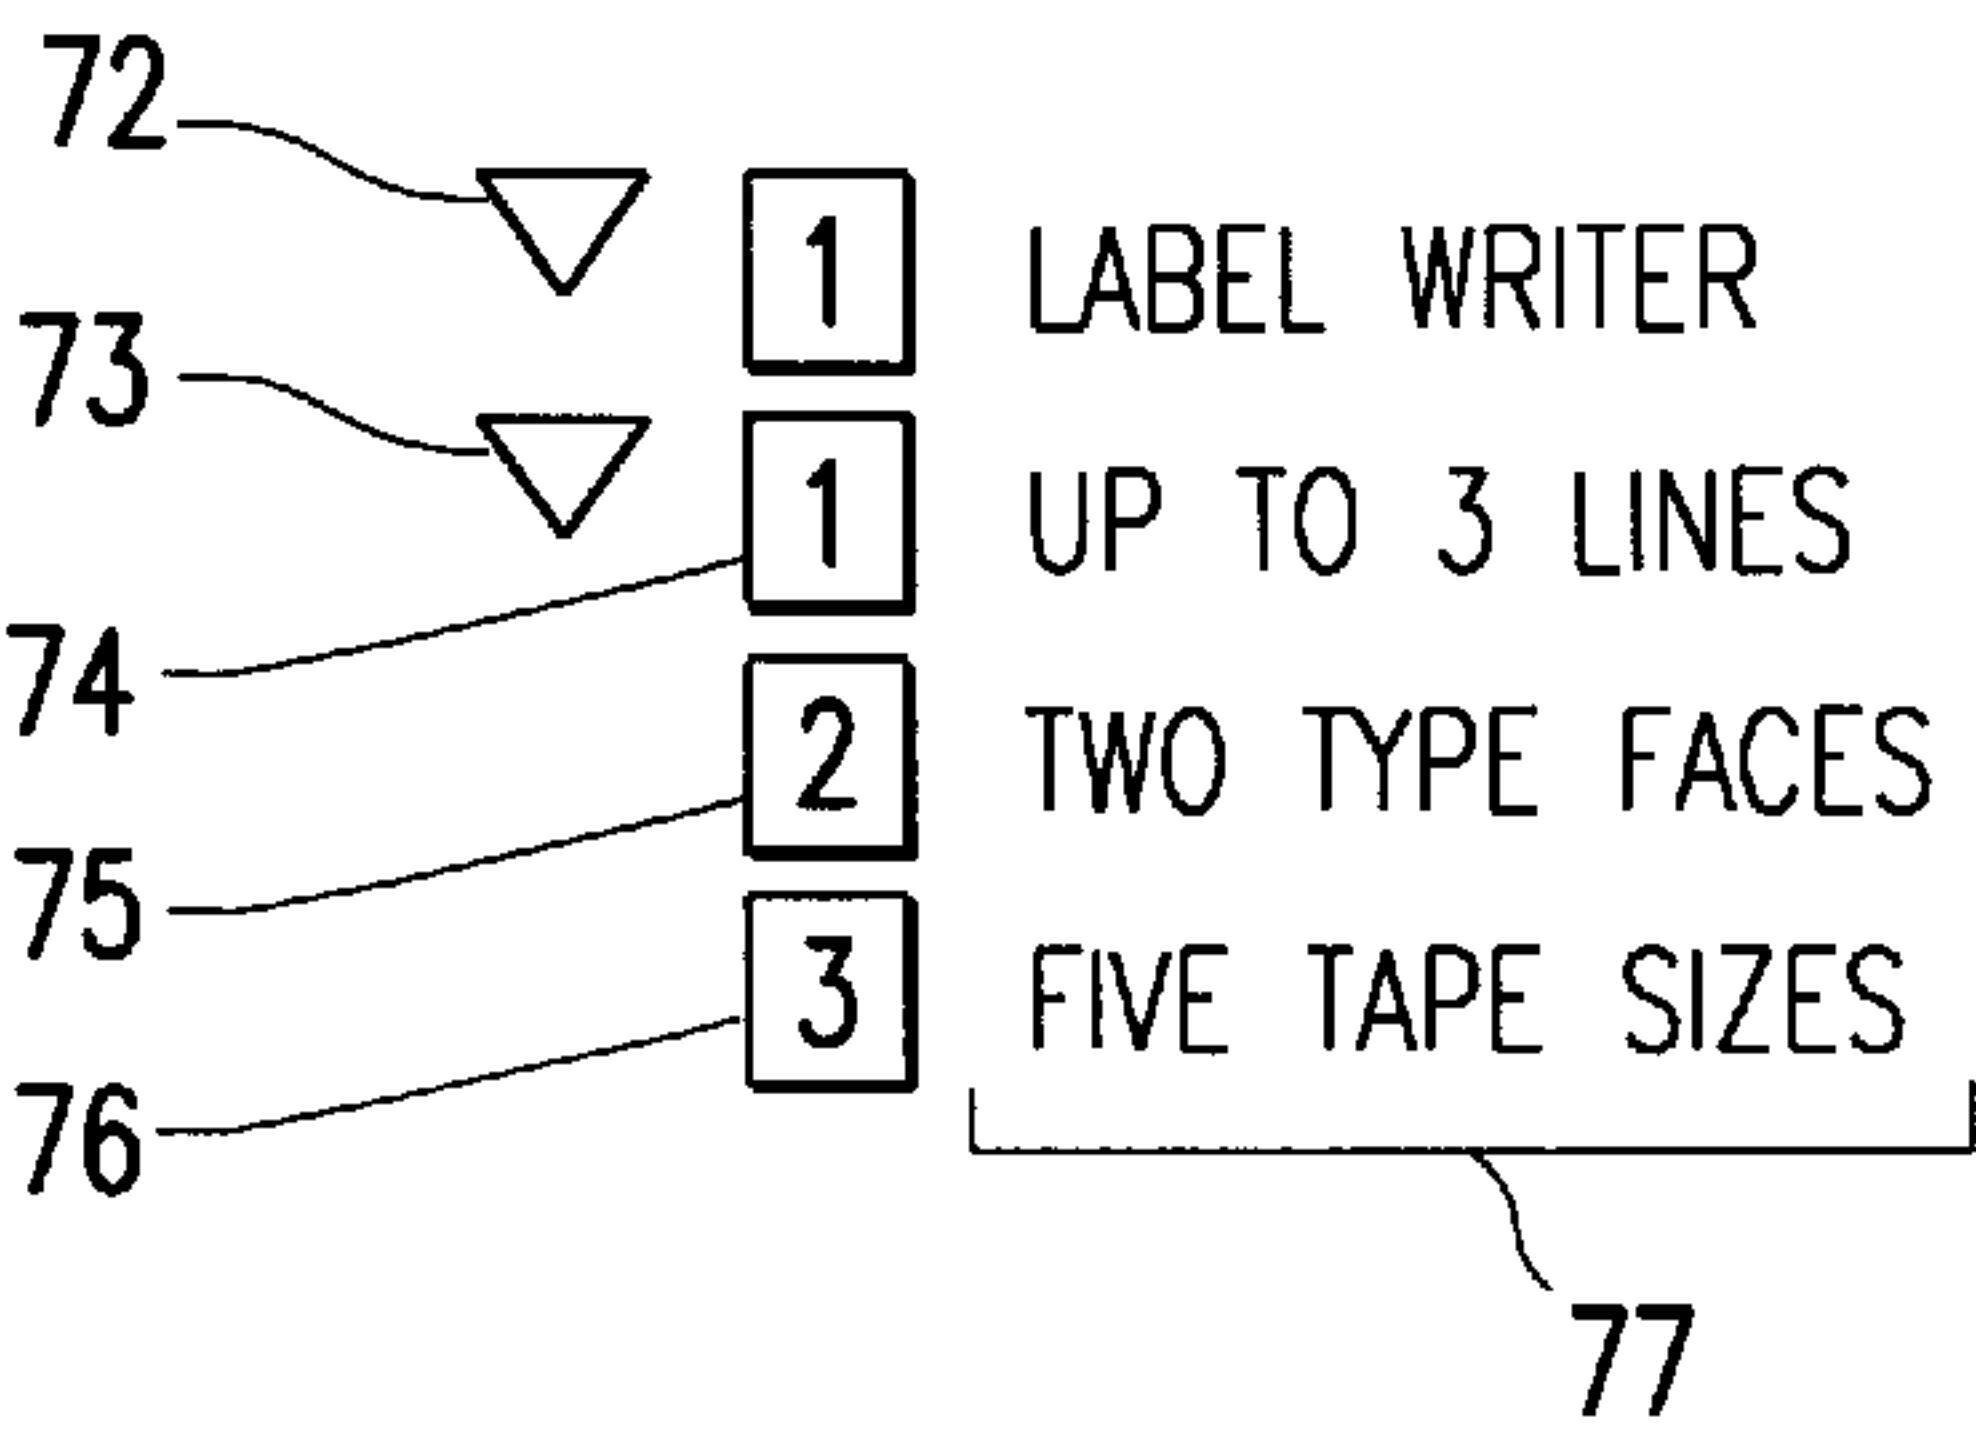 72
1 LABEL WRITER
73
1 UP TO 3 LINES
74
2 TWO TYPE FACES
75
3 FIVE TAPE SIZES
76
77